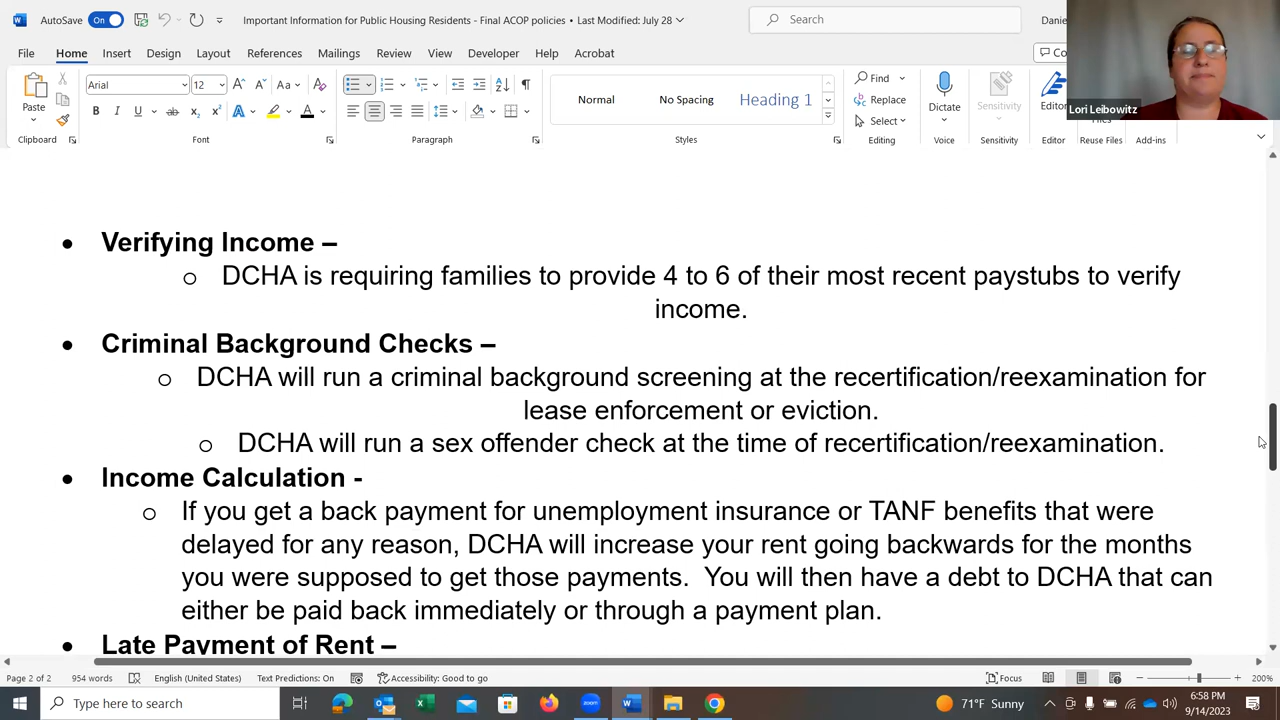 AutoSave On Important Information for Public Housing Residents - Final ACOP policies • Last Modified: July 28 Search Danie
File Home Insert Design Layout References Mailings Review View Developer Help Acrobat Co
Paste Arial 12 Aa Normal No Spacing Heading 1 Find Replace Select Dictate Sensitivity Editor Files
Lori Leibowitz
Clipboard Font Paragraph Styles Editing Voice Sensitivity Editor Reuse Files Add-ins
• Verifying Income –
o DCHA is requiring families to provide 4 to 6 of their most recent paystubs to verify
income.
• Criminal Background Checks –
o DCHA will run a criminal background screening at the recertification/reexamination for
lease enforcement or eviction.
o DCHA will run a sex offender check at the time of recertification/reexamination.
• Income Calculation -
o If you get a back payment for unemployment insurance or TANF benefits that were
delayed for any reason, DCHA will increase your rent going backwards for the months
you were supposed to get those payments. You will then have a debt to DCHA that can
either be paid back immediately or through a payment plan.
• Late Payment of Rent –
Page 2 of 2 954 words English (United States) Text Predictions: On Accessibility: Good to go Focus 200%
Type here to search zoom 71°F Sunny 6:58 PM
9/14/2023